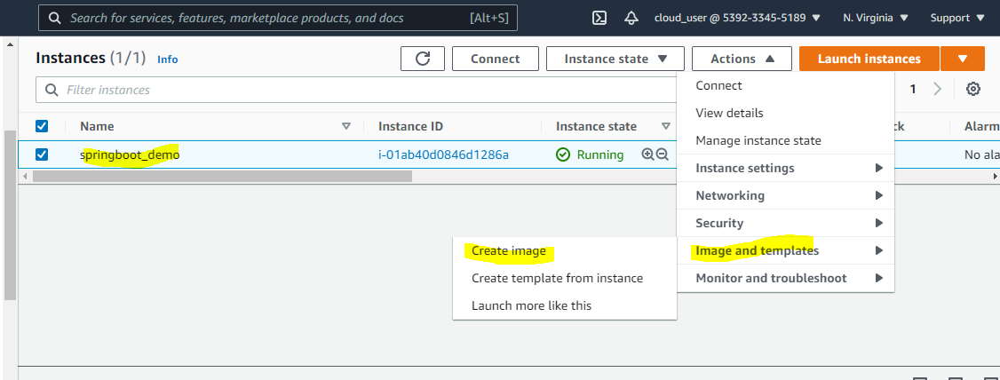 Search for services, features, marketplace products, and docs [Alt+S] cloud_user @ 5392-3345-5189 N. Virginia Support
Instances (1/1) Info Connect Instance state Actions Launch instances
Filter instances 1
Connect
View details
Name Instance ID Instance state Alarm
Manage instance state
springboot_demo i-01ab40d0846d1286a Running No ala
Instance settings
Networking
Security
Image and templates
Monitor and troubleshoot
Create image
Create template from instance
Launch more like this